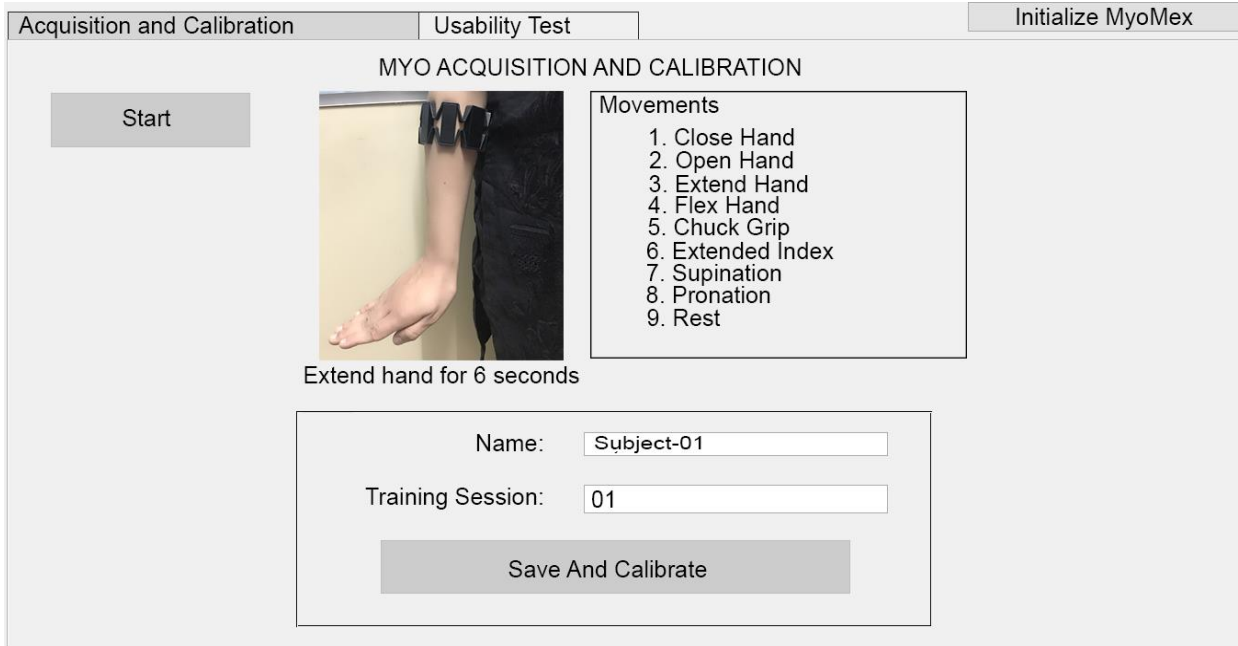 Acquisition and Calibration
Usability Test
Initialize MyoMex
MYO ACQUISITION AND CALIBRATION
Start
Movements
1. Close Hand
2. Open Hand
3. Extend Hand
4. Flex Hand
5. Chuck Grip
6. Extended Index
7. Supination
8. Pronation
9. Rest
Extend hand for 6 seconds
Name:
Subject-01
Training Session:
01
Save And Calibrate